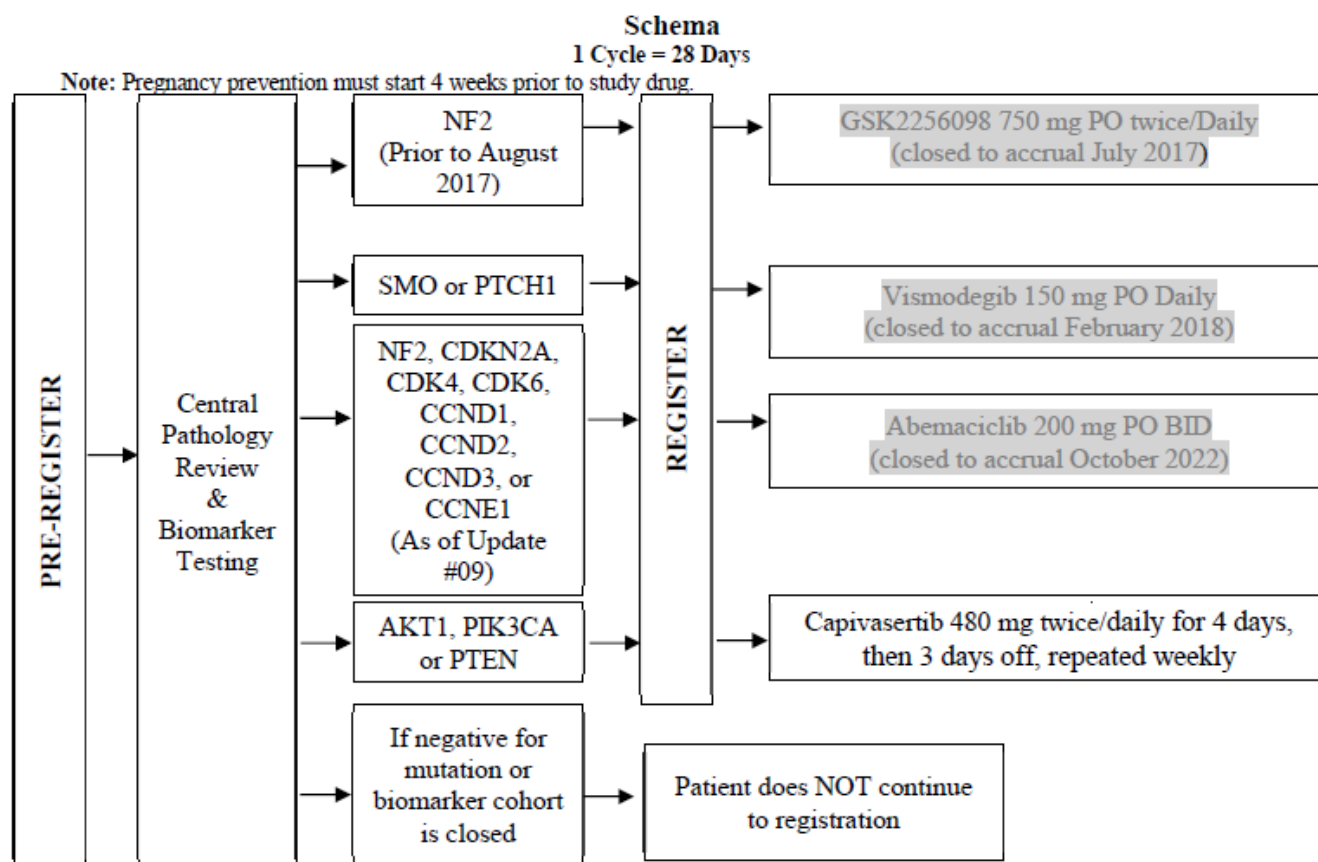 Schema
1 Cycle = 28 Days
Note: Pregnancy prevention must start 4 weeks prior to study drug.
PRE-REGISTER
Central
Pathology
Review
&
Biomarker
Testing
NF2
(Prior to August
2017)
SMO or PTCH1
NF2, CDKN2A,
CDK4, CDK6,
CCND1,
CCND2,
CCND3, or
CCNE1
(As of Update
#09)
AKT1, PIK3CA
or PTEN
If negative for
mutation or
biomarker cohort
is closed
REGISTER
GSK2256098 750 mg PO twice/Daily
(closed to accrual July 2017)
Vismodegib 150 mg PO Daily
(closed to accrual February 2018)
Abemaciclib 200 mg PO BID
(closed to accrual October 2022)
Capivasertib 480 mg twice/daily for 4 days,
then 3 days off, repeated weekly
Patient does NOT continue
to registration